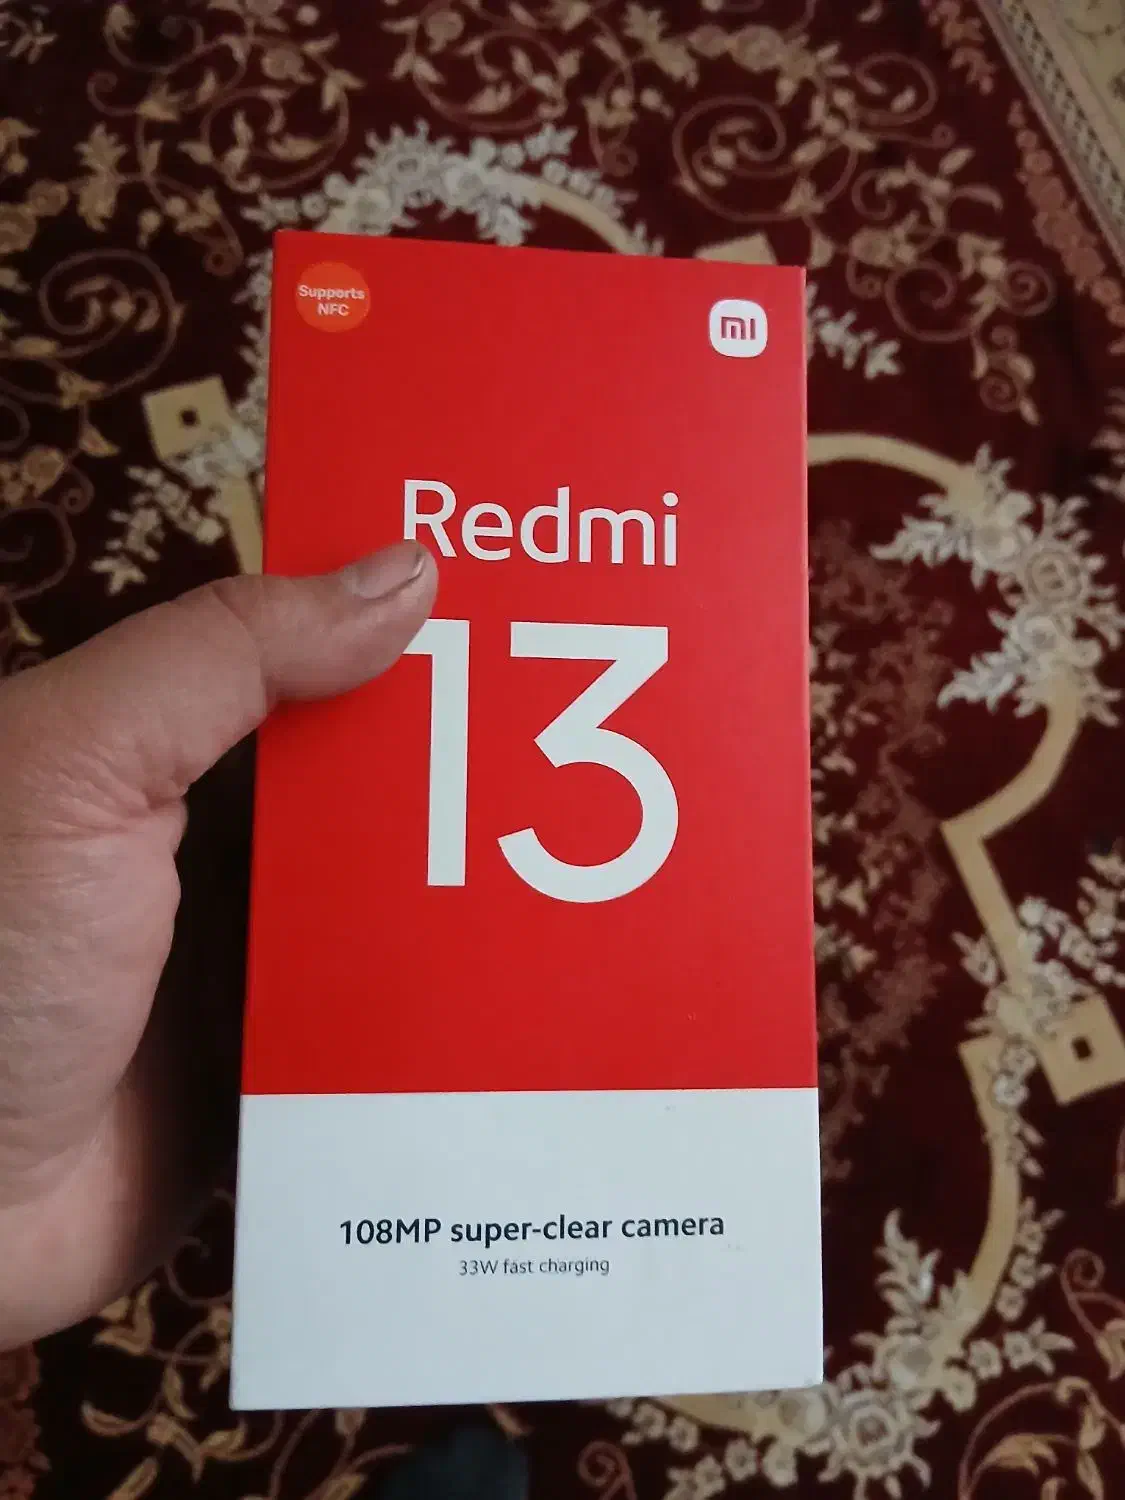 Supports
NFC
mi
Redmi
13
108MP super-clear camera
33W fast charging